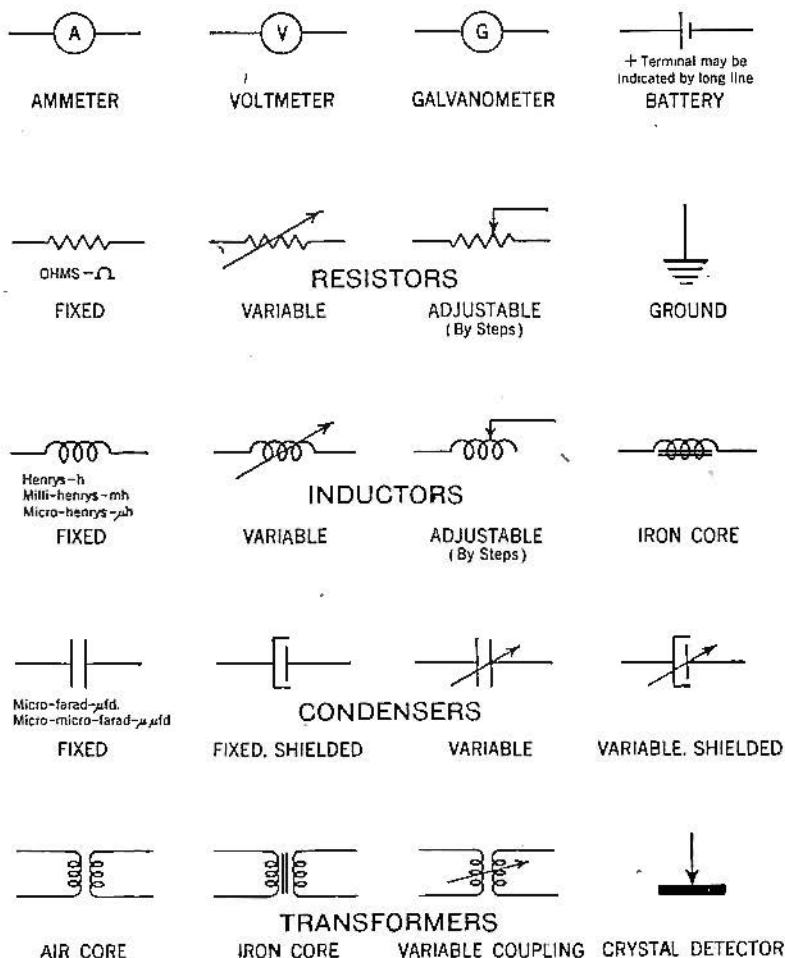 A V G
+ Terminal may be
indicated by long line
AMMETER VOLTMETER GALVANOMETER BATTERY
OHMS-Ω
RESISTORS
FIXED VARIABLE ADJUSTABLE GROUND
(By Steps)
Henrys-h
Milli-henrys-mh
Micro-henrys-μh
INDUCTORS
FIXED VARIABLE ADJUSTABLE IRON CORE
(By Steps)
Micro-farad-μfd.
Micro-micro-farad-μμfd
CONDENSERS
FIXED FIXED, SHIELDED VARIABLE VARIABLE, SHIELDED
TRANSFORMERS
AIR CORE IRON CORE VARIABLE COUPLING CRYSTAL DETECTOR